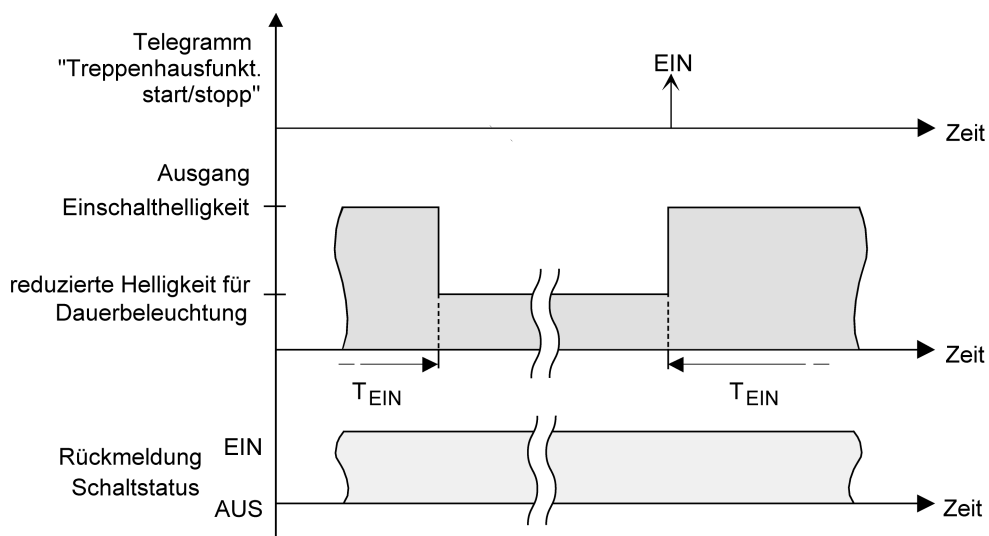 Telegramm
"Treppenhausfunkt.
start/stopp"
EIN
Zeit
Ausgang
Einschalthelligkeit
reduzierte Helligkeit für
Dauerbeleuchtung
Zeit
TEIN
TEIN
EIN
Rückmeldung
Schaltstatus
AUS
Zeit